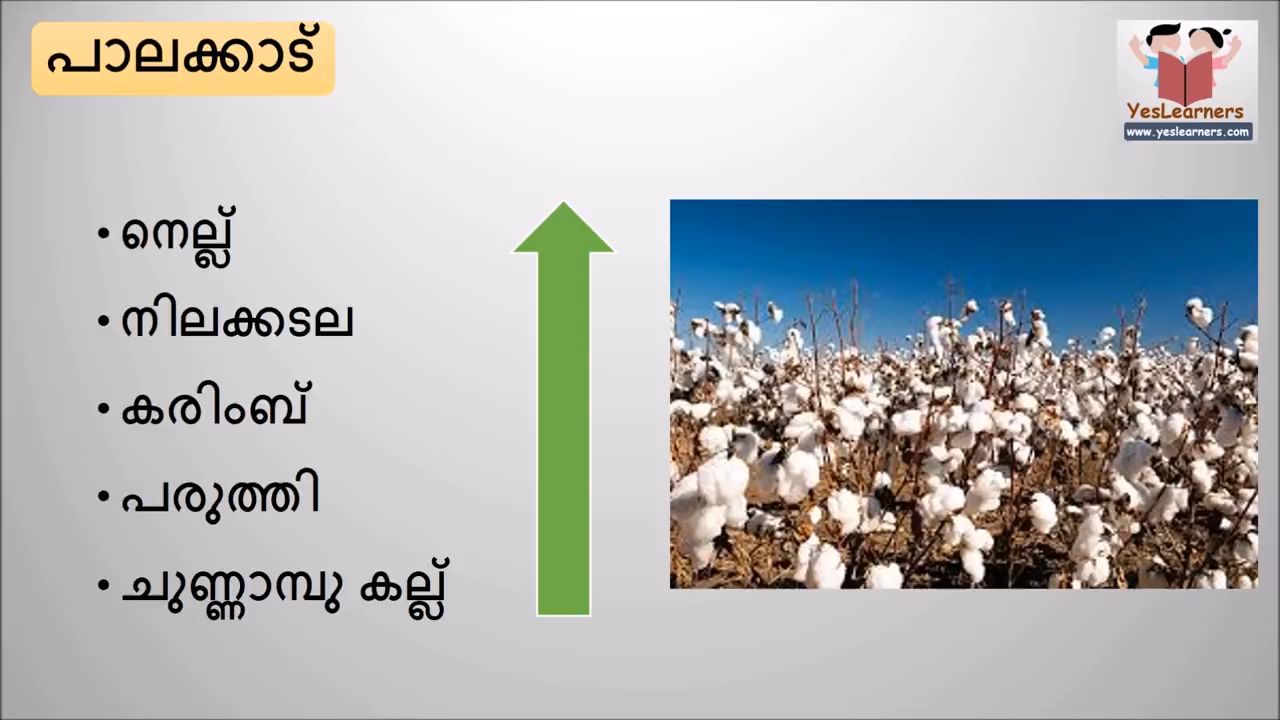 പാലക്കാട്
YesLearners
www.yeslearners.com
• നെല്ല്
• നിലക്കടല
• കരിംബ്
• പരുത്തി
• ചുണ്ണാമ്പു കല്ല്